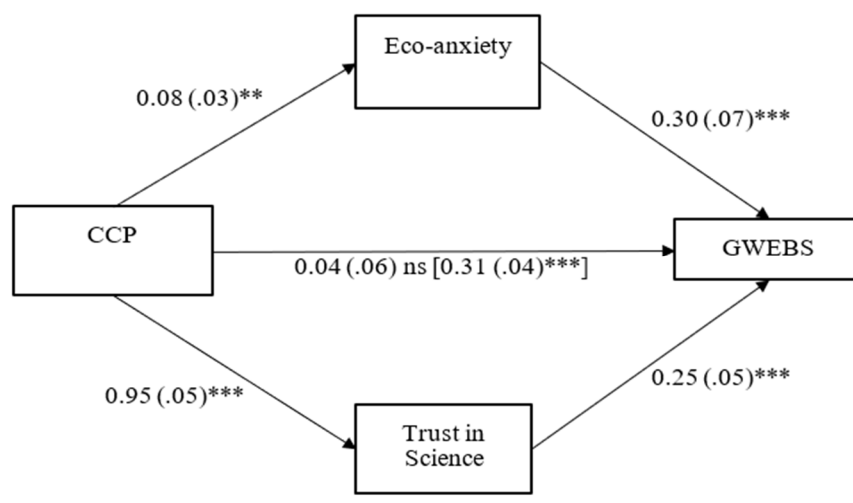 Eco-anxiety
0.08 (.03)**
0.30 (.07)***
CCP
GWEBS
0.04 (.06) ns [0.31 (.04)***]
0.95 (.05)***
0.25 (.05)***
Trust in
Science